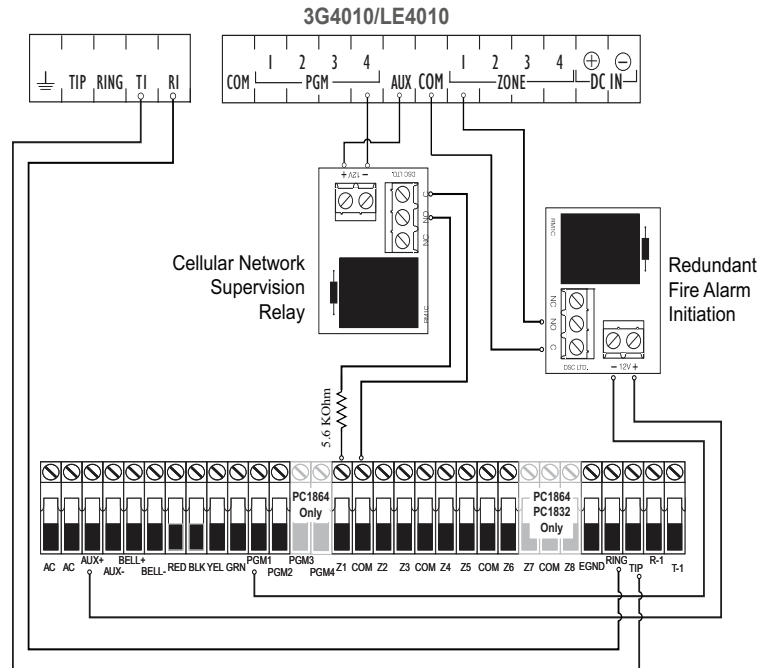 3G4010/LE4010
TIP RING T1 R1
COM 1 2 3 4 PGM AUX COM 1 2 3 4 ZONE + − DC IN
+ 12V −
DSC LTD.
C
NO
NC
RM1C
Cellular Network
Supervision
Relay
RM1C
NC
NO
C
DSC LTD.
− 12V +
Redundant
Fire Alarm
Initiation
5.6 KOhm
PC1864
Only
PC1864
PC1832
Only
AC AC AUX+ AUX- BELL+ BELL- RED BLK YEL GRN PGM1 PGM2 PGM3 PGM4 Z1 COM Z2 Z3 COM Z4 Z5 COM Z6 Z7 COM Z8 EGND RING TIP R-1 T-1